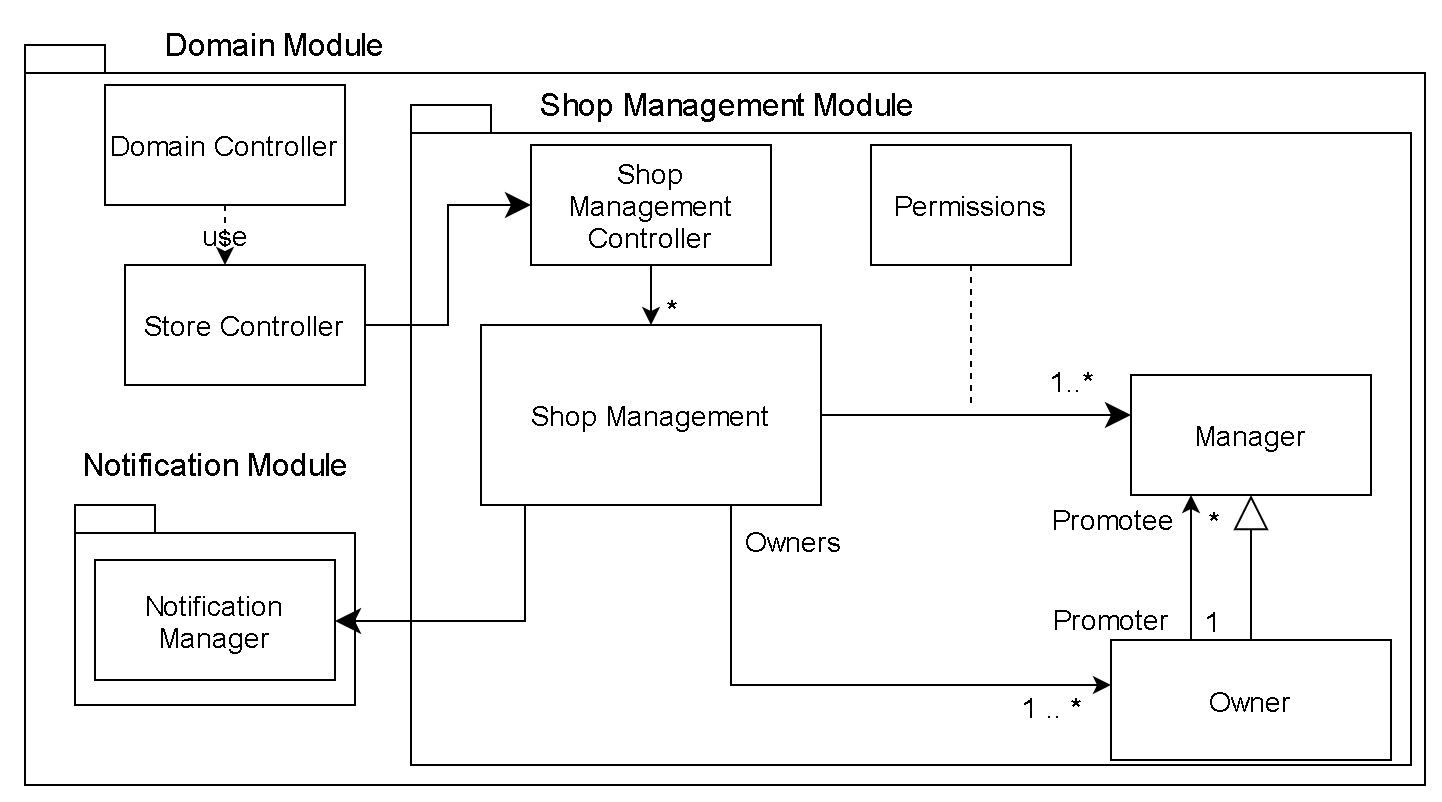 Domain Module
Shop Management Module
Domain Controller
use
Store Controller
Shop
Management
Controller
*
Permissions
Shop Management
1..*
Manager
Notification Module
Notification
Manager
Owners
Promotee
*
Promoter
1
1 .. *
Owner